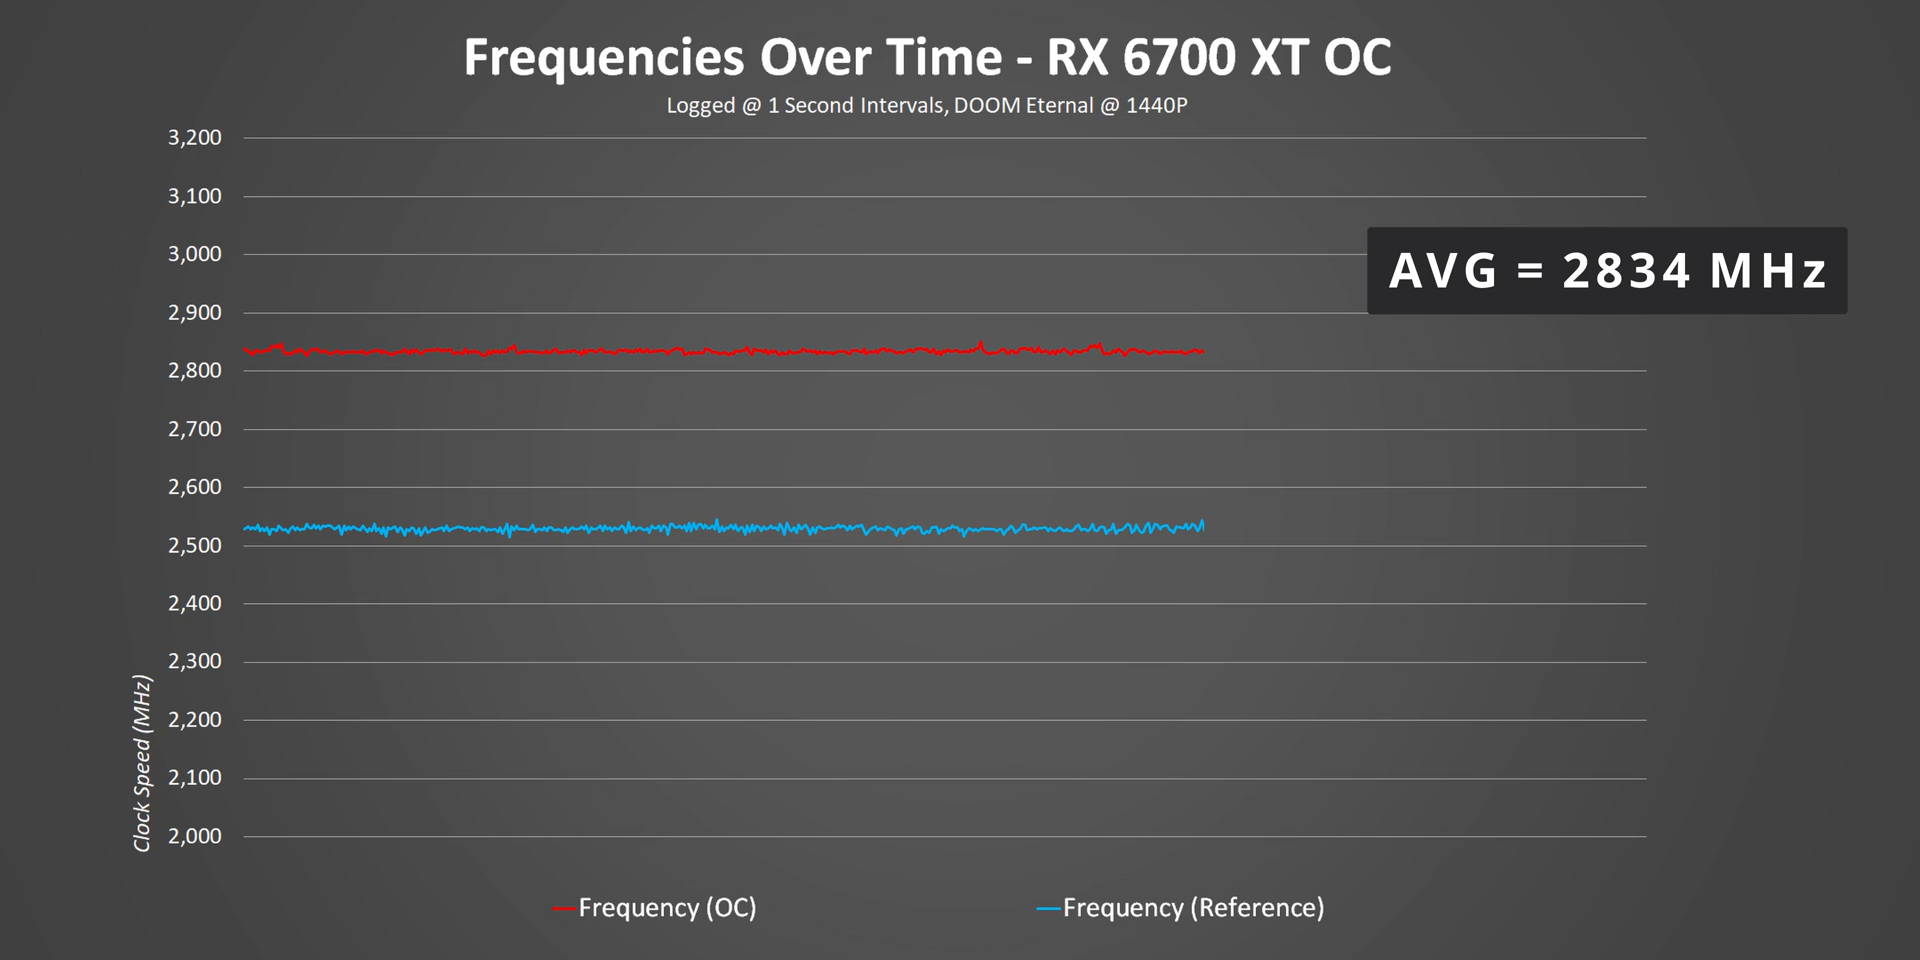 Frequencies Over Time - RX 6700 XT OC
Logged @ 1 Second Intervals, DOOM Eternal @ 1440P
3,200
3,100
3,000
AVG = 2834 MHz
2,900
2,800
2,700
2,600
2,500
2,400
2,300
2,200
2,100
2,000
Clock Speed (MHz)
Frequency (OC)
Frequency (Reference)